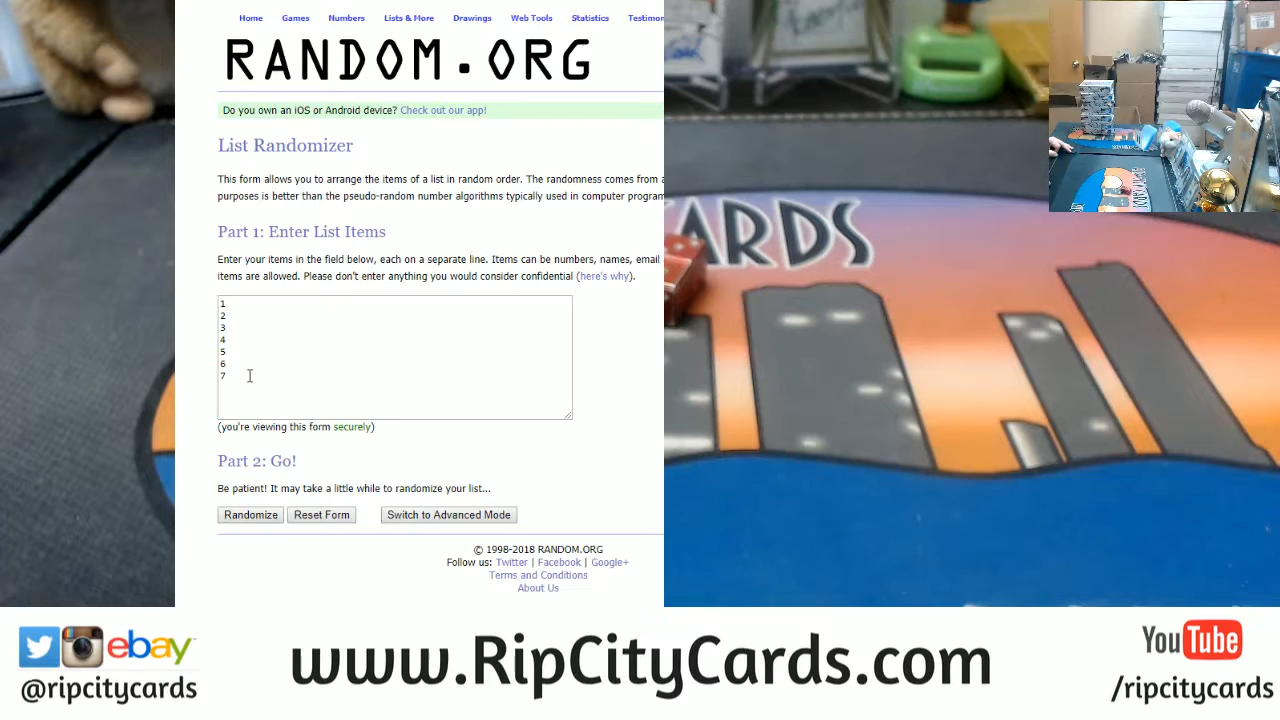 Home Games Numbers Lists & More Drawings Web Tools Statistics Testimon
RANDOM.ORG
Do you own an iOS or Android device? Check out our app!
List Randomizer
This form allows you to arrange the items of a list in random order. The randomness comes from a
purposes is better than the pseudo-random number algorithms typically used in computer program
Part 1: Enter List Items
Enter your items in the field below, each on a separate line. Items can be numbers, names, email
items are allowed. Please don't enter anything you would consider confidential (here's why).
1
2
3
4
5
6
7
(you're viewing this form securely)
Part 2: Go!
Be patient! It may take a little while to randomize your list...
Randomize Reset Form Switch to Advanced Mode
© 1998-2018 RANDOM.ORG
Follow us: Twitter | Facebook | Google+
Terms and Conditions
About Us
ARDS
ebay
@ripcitycards
www.RipCityCards.com
YouTube
/ripcitycards